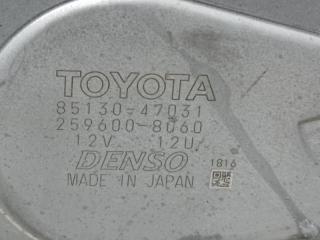 TOYOTA
85130-47031
259600-8060
12V 12U
DENSO
1816
MADE IN JAPAN